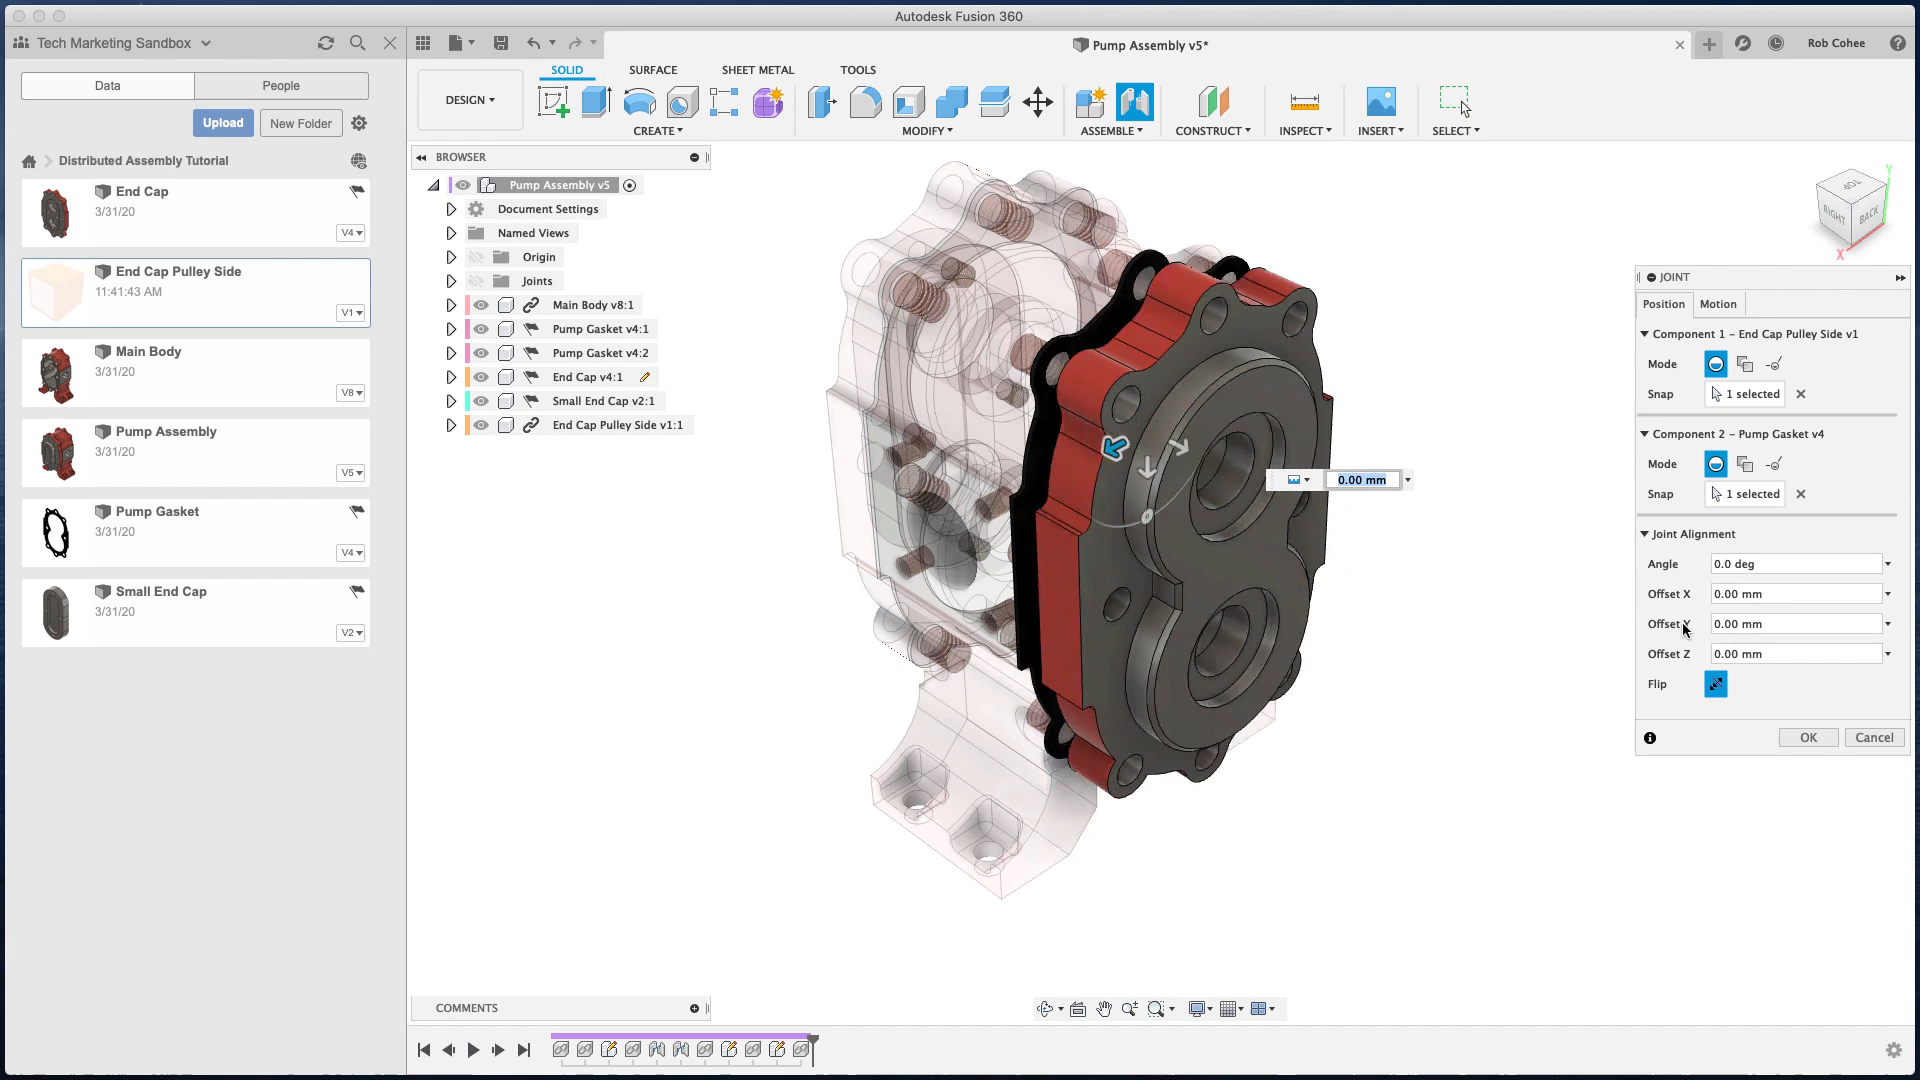 Autodesk Fusion 360
Tech Marketing Sandbox
Pump Assembly v5*
Rob Cohee
Data
People
Upload
New Folder
Distributed Assembly Tutorial
End Cap
3/31/20
V4
End Cap Pulley Side
11:41:43 AM
V1
Main Body
3/31/20
V8
Pump Assembly
3/31/20
V5
Pump Gasket
3/31/20
V4
Small End Cap
3/31/20
V2
SOLID
SURFACE
SHEET METAL
TOOLS
DESIGN
CREATE
MODIFY
ASSEMBLE
CONSTRUCT
INSPECT
INSERT
SELECT
BROWSER
Pump Assembly v5
Document Settings
Named Views
Origin
Joints
Main Body v8:1
Pump Gasket v4:1
Pump Gasket v4:2
End Cap v4:1
Small End Cap v2:1
End Cap Pulley Side v1:1
0.00 mm
TOP
RIGHT
BACK
Y
X
JOINT
Position
Motion
Component 1 - End Cap Pulley Side v1
Mode
Snap
1 selected
Component 2 - Pump Gasket v4
Mode
Snap
1 selected
Joint Alignment
Angle
0.0 deg
Offset X
0.00 mm
Offset Y
0.00 mm
Offset Z
0.00 mm
Flip
OK
Cancel
COMMENTS